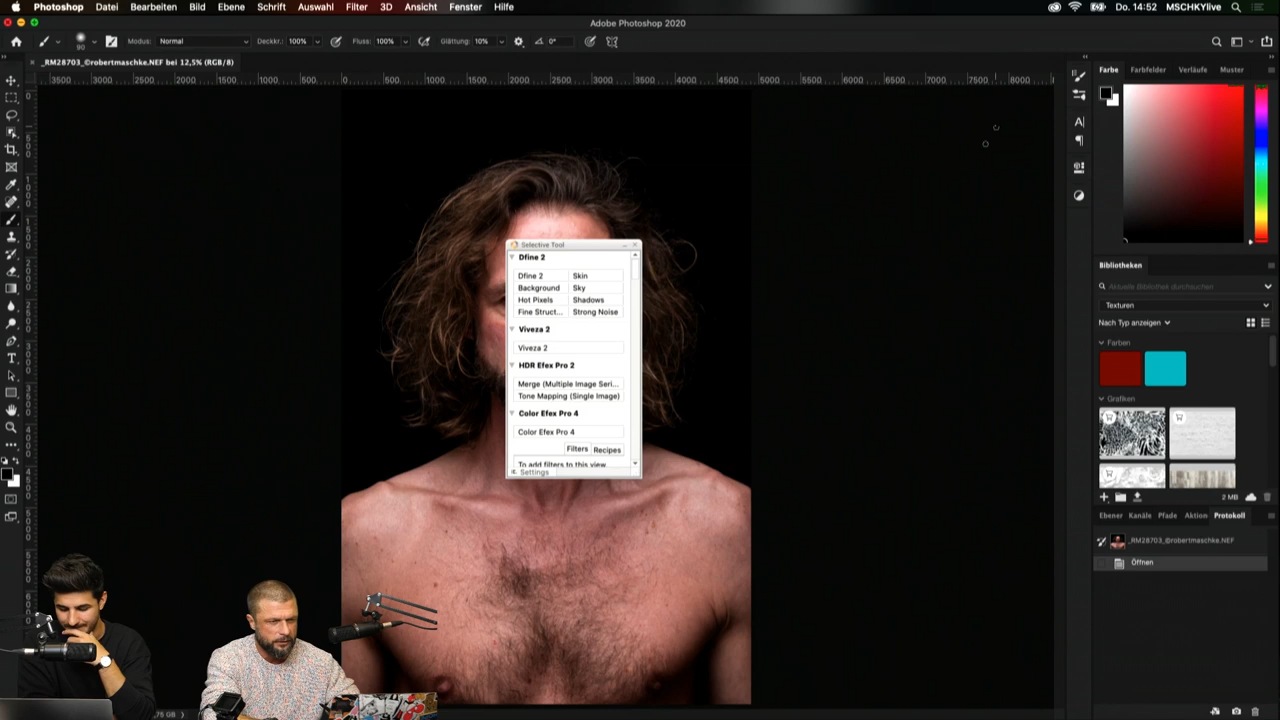 Photoshop Datei Bearbeiten Bild Ebene Schrift Auswahl Filter 3D Ansicht Fenster Hilfe Do. 14:52 MSCHKYlive
Adobe Photoshop 2020
90 Modus: Normal Deckkr.: 100% Fluss: 100% Glättung: 10% 0°
× _RM28703_©robertmaschke.NEF bei 12,5% (RGB/8)
3500 3000 2500 2000 1500 1000 500 0 500 1000 1500 2000 2500 3000 3500 4000 4500 5000 5500 6000 6500 7000 7500 8000
Farbe Farbfelder Verläufe Muster
Selective Tool
Dfine 2
Dfine 2 Skin
Background Sky
Hot Pixels Shadows
Fine Struct... Strong Noise
Viveza 2
Viveza 2
HDR Efex Pro 2
Merge (Multiple Image Seri...
Tone Mapping (Single Image)
Color Efex Pro 4
Color Efex Pro 4
Filters Recipes
To add filters to this view
Settings
Bibliotheken
Aktuelle Bibliothek durchsuchen
Texturen
Nach Typ anzeigen
Farben
Grafiken
2 MB
Ebener Kanäle Pfade Aktion Protokoll
_RM28703_©robertmaschke.NEF
Öffnen